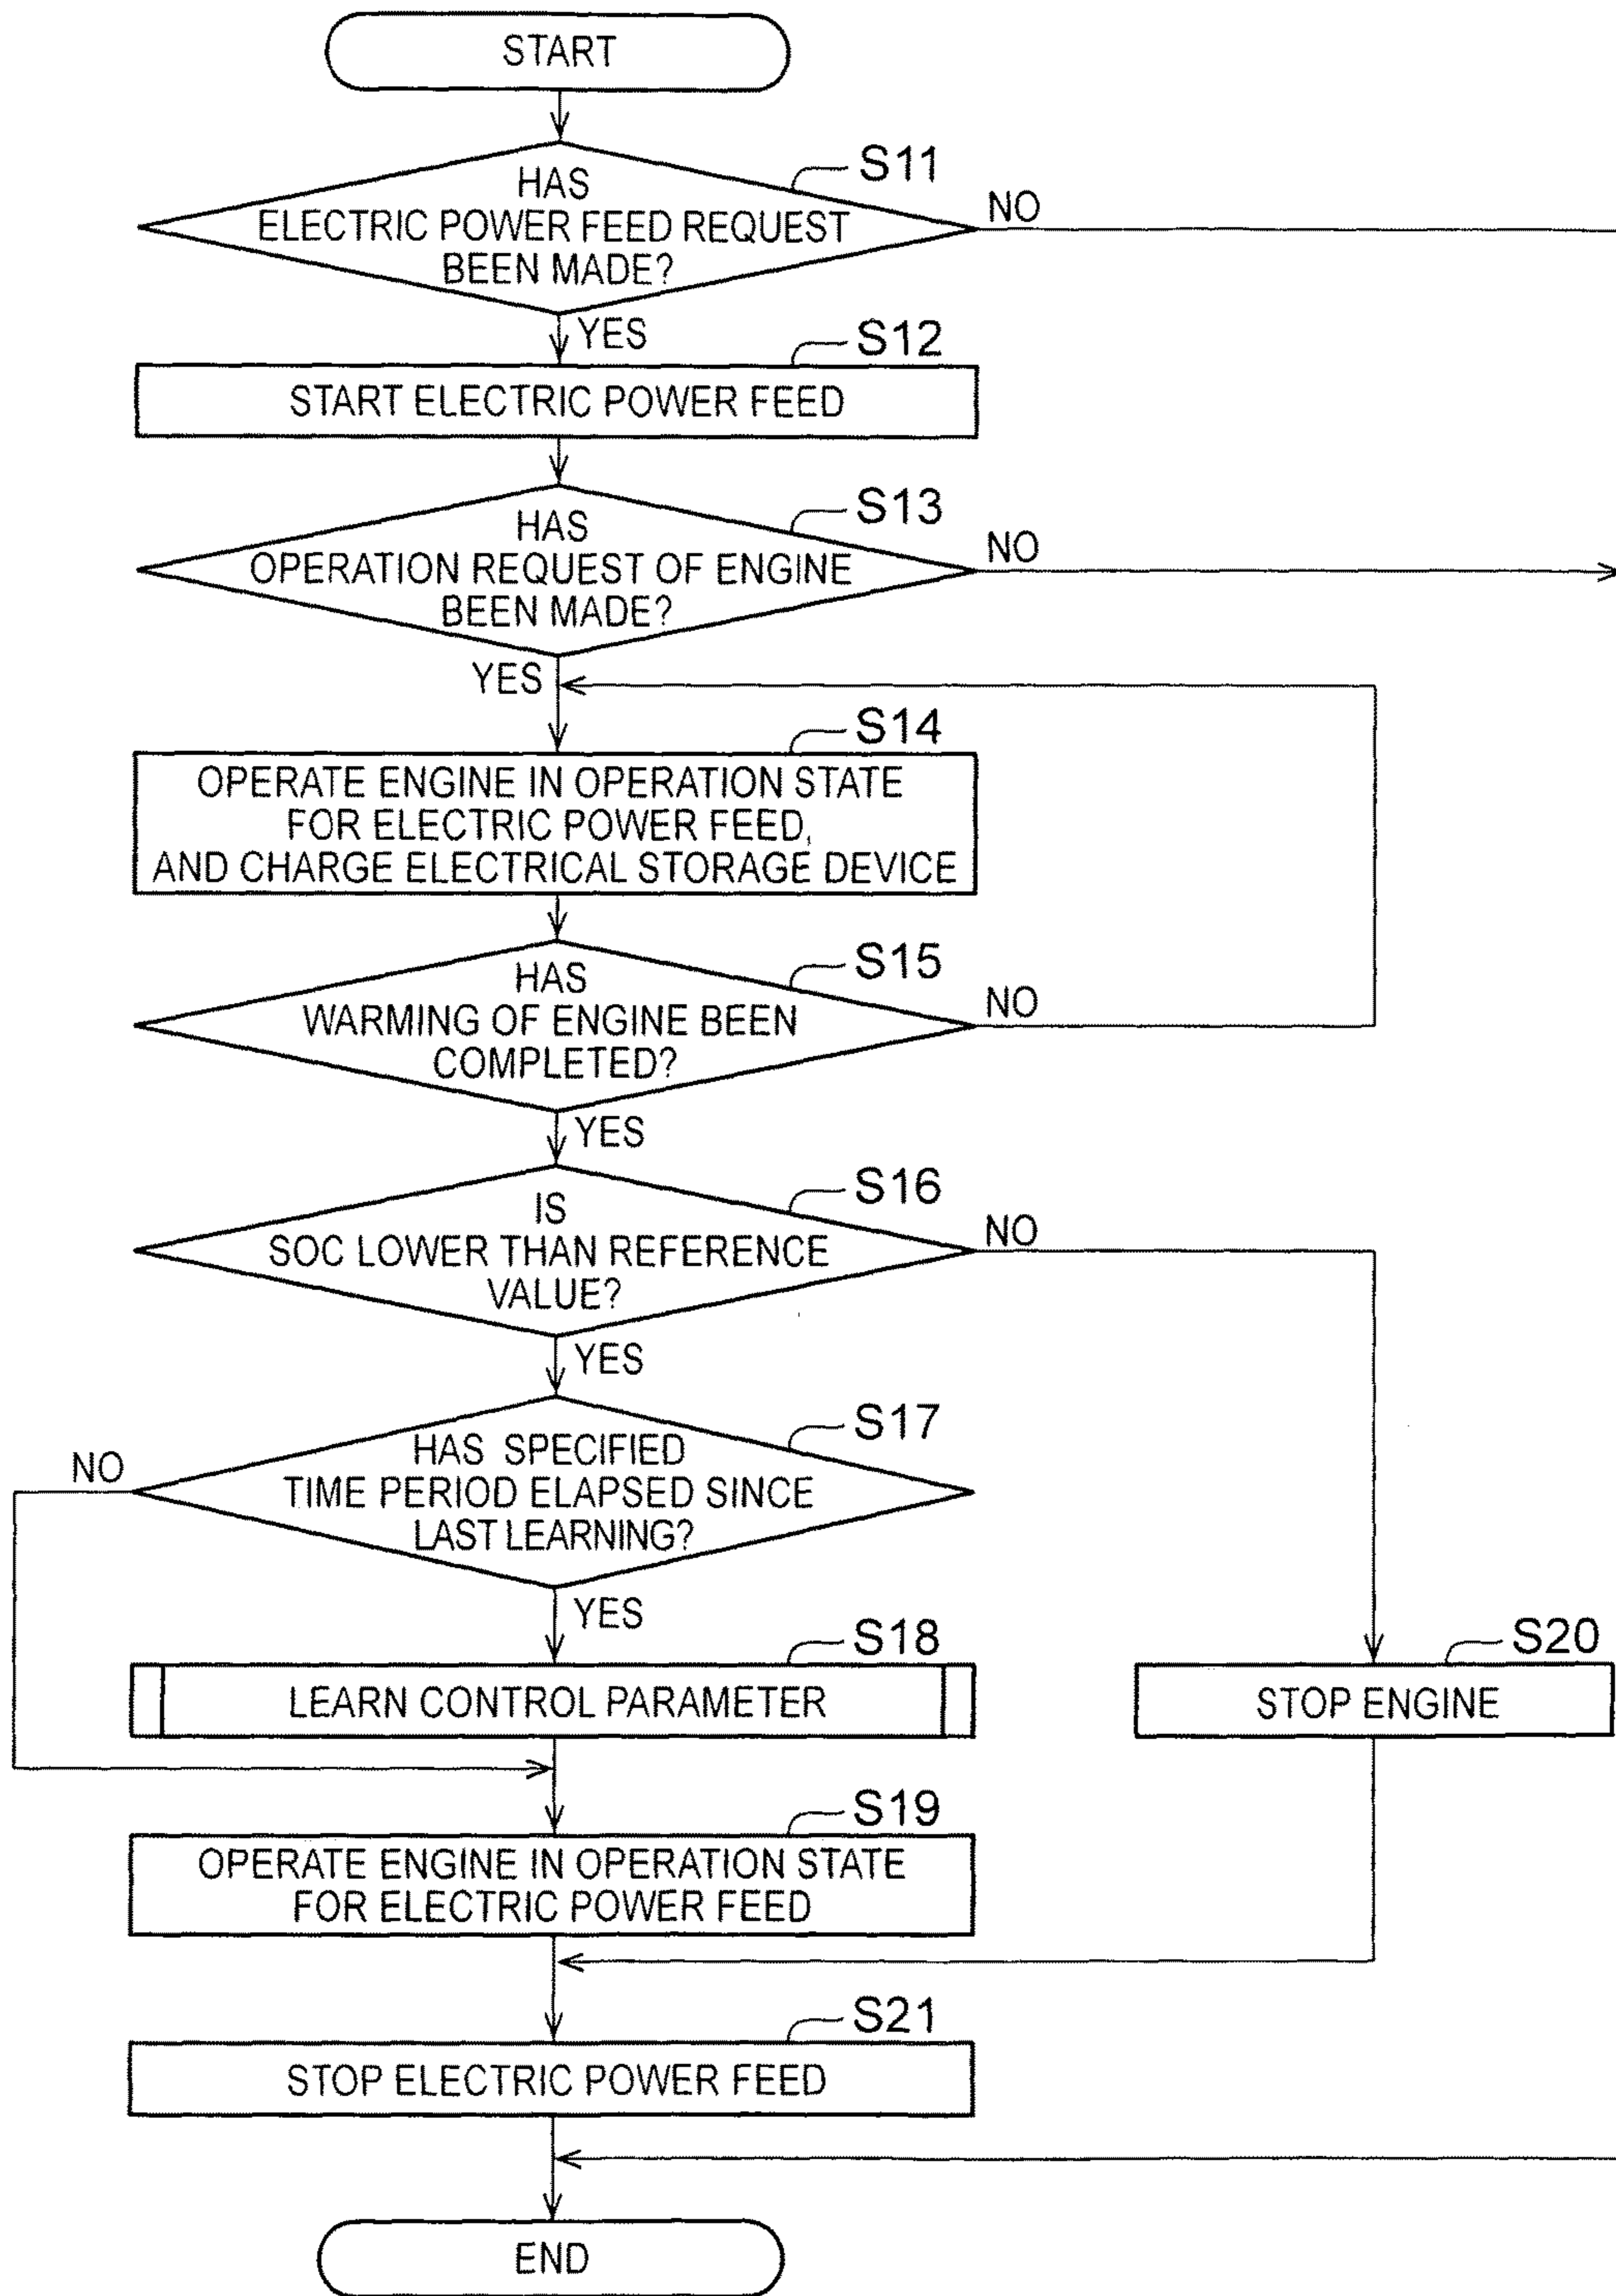 START
S11
HAS
ELECTRIC POWER FEED REQUEST
BEEN MADE?
NO
YES
S12
START ELECTRIC POWER FEED
S13
HAS
OPERATION REQUEST OF ENGINE
BEEN MADE?
NO
YES
S14
OPERATE ENGINE IN OPERATION STATE
FOR ELECTRIC POWER FEED,
AND CHARGE ELECTRICAL STORAGE DEVICE
S15
HAS
WARMING OF ENGINE BEEN
COMPLETED?
NO
YES
S16
IS
SOC LOWER THAN REFERENCE
VALUE?
NO
YES
S17
HAS SPECIFIED
TIME PERIOD ELAPSED SINCE
LAST LEARNING?
NO
YES
S18
LEARN CONTROL PARAMETER
S20
STOP ENGINE
S19
OPERATE ENGINE IN OPERATION STATE
FOR ELECTRIC POWER FEED
S21
STOP ELECTRIC POWER FEED
END